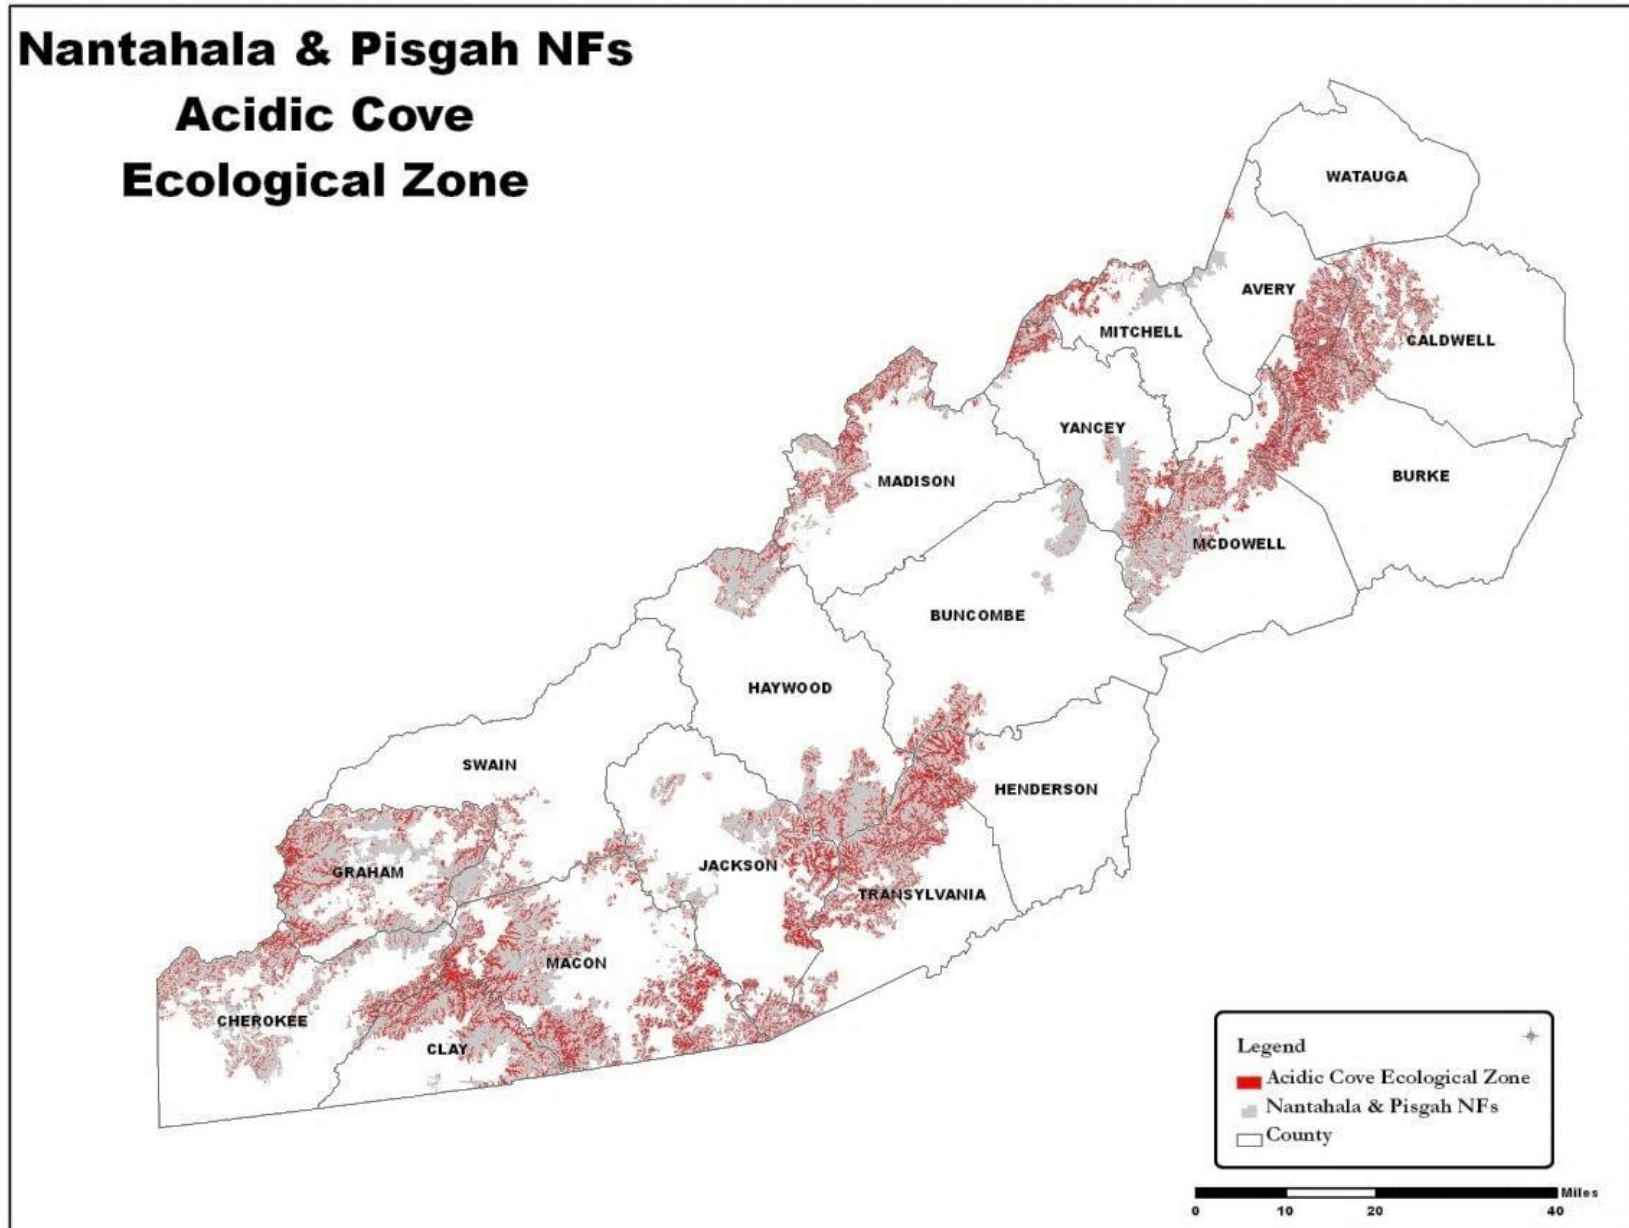 Nantahala & Pisgah NFs
Acidic Cove
Ecological Zone
WATAUGA
AVERY
MITCHELL
CALDWELL
YANCEY
BURKE
MADISON
MCDOWELL
BUNCOMBE
HAYWOOD
SWAIN
HENDERSON
JACKSON
GRAHAM
TRANSYLVANIA
MACON
CHEROKEE
CLAY
Legend
Acidic Cove Ecological Zone
Nantahala & Pisgah NFs
County
Miles
0 10 20 40